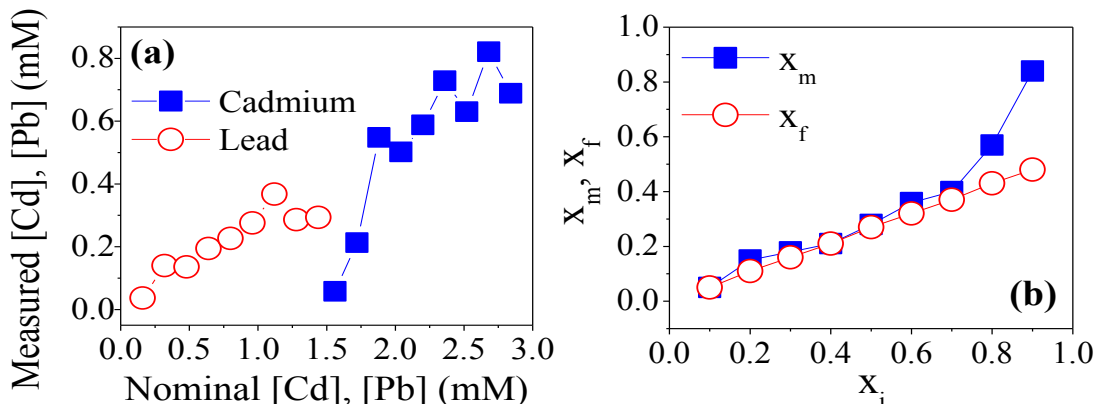 (a)
Measured [Cd], [Pb] (mM)
0.8
0.6
0.4
0.2
0.0
Cadmium
Lead
0.0 0.5 1.0 1.5 2.0 2.5 3.0
Nominal [Cd], [Pb] (mM)
(b)
x_m, x_f
1.0
0.8
0.6
0.4
0.2
0.0
x_m
x_f
0.0 0.2 0.4 0.6 0.8 1.0
x_i